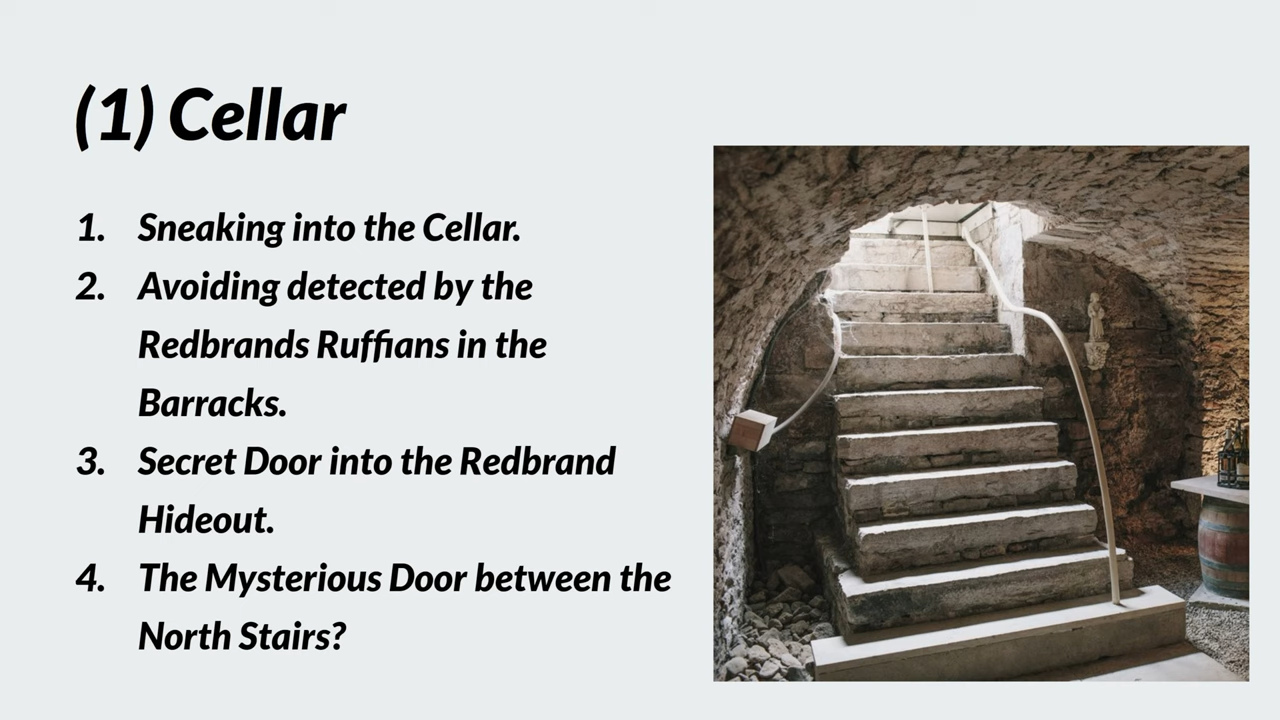 (1) Cellar
1. Sneaking into the Cellar.
2. Avoiding detected by the
Redbrands Ruffians in the
Barracks.
3. Secret Door into the Redbrand
Hideout.
4. The Mysterious Door between the
North Stairs?